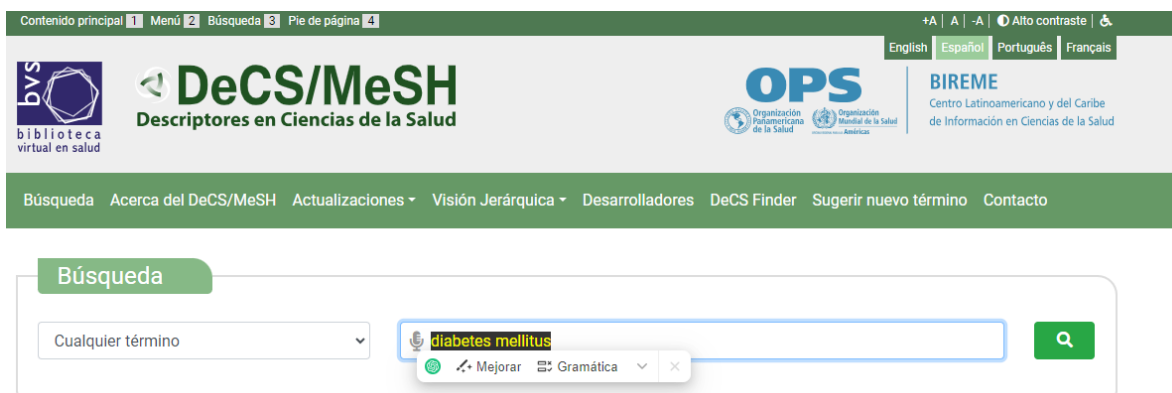 Contenido principal 1 Menú 2 Búsqueda 3 Pie de página 4
+A | A | -A | Alto contraste |
English Español Português Français
bvs
biblioteca
virtual en salud
DeCS/MeSH
Descriptores en Ciencias de la Salud
OPS
Organización
Panamericana
de la Salud
Organización
Mundial de la Salud
Américas
BIREME
Centro Latinoamericano y del Caribe
de Información en Ciencias de la Salud
Búsqueda Acerca del DeCS/MeSH Actualizaciones Visión Jerárquica Desarrolladores DeCS Finder Sugerir nuevo término Contacto
Búsqueda
Cualquier término
diabetes mellitus
Mejorar Gramática